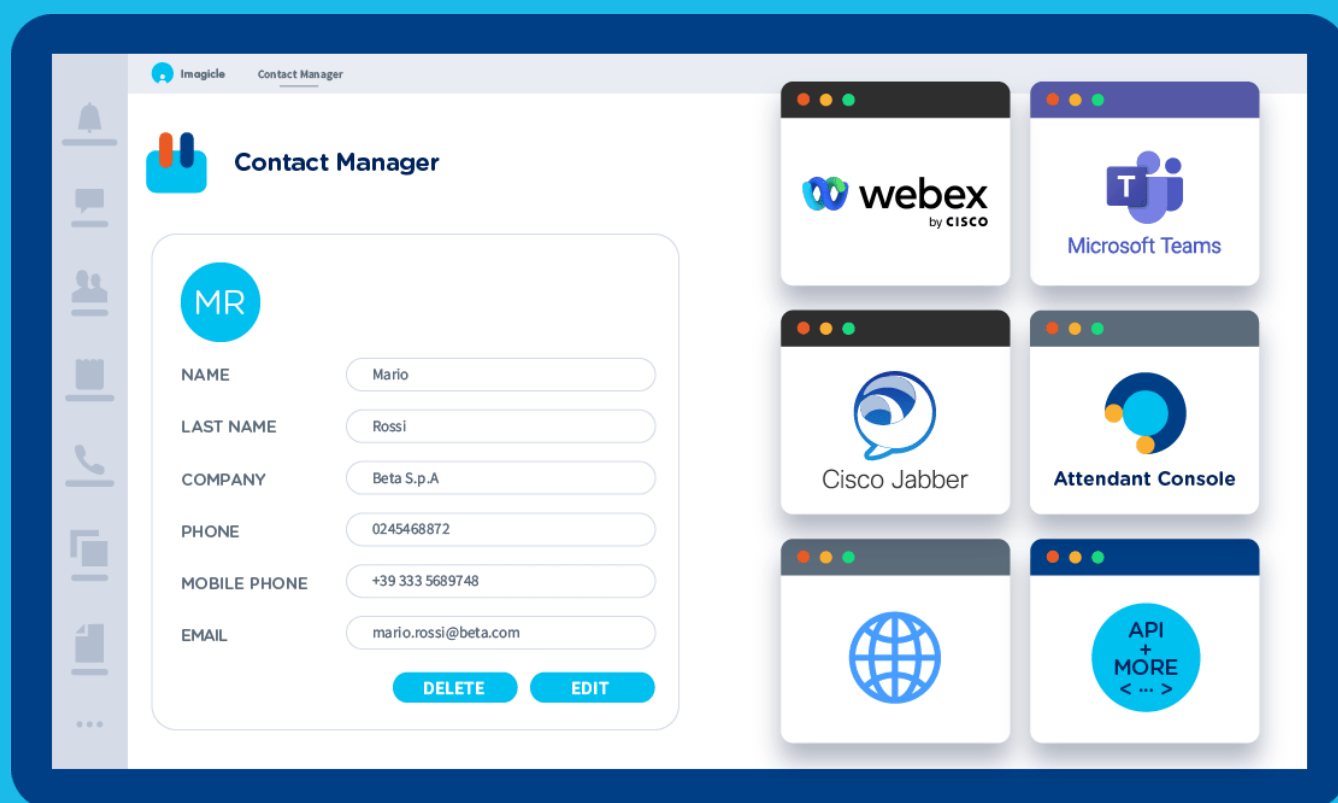 Imagicle Contact Manager
Contact Manager
MR
NAME Mario
LAST NAME Rossi
COMPANY Beta S.p.A
PHONE 0245468872
MOBILE PHONE +39 333 5689748
EMAIL mario.rossi@beta.com
DELETE EDIT
webex
by CISCO
T
Microsoft Teams
Cisco Jabber
Attendant Console
API
+
MORE
< ... >